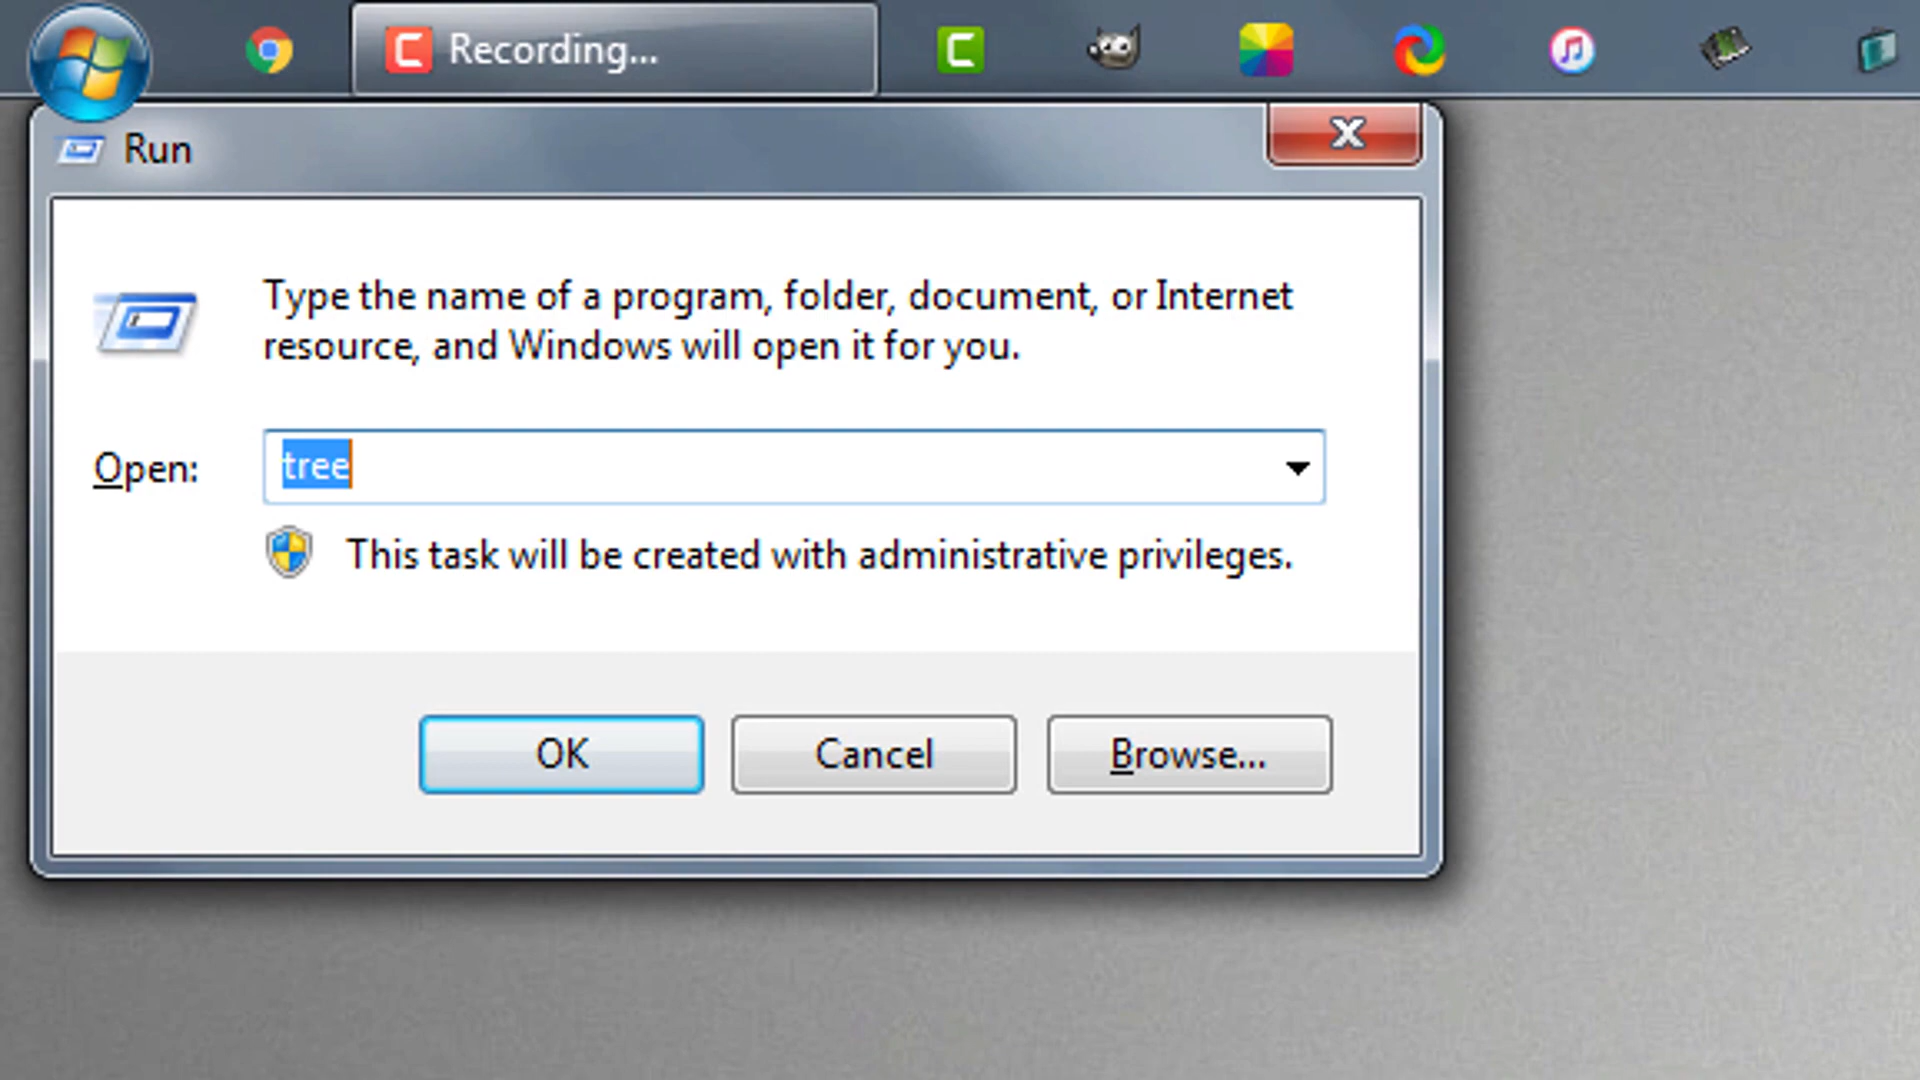 Recording...
Run
Type the name of a program, folder, document, or Internet
resource, and Windows will open it for you.
Open:
tree
This task will be created with administrative privileges.
OK
Cancel
Browse...